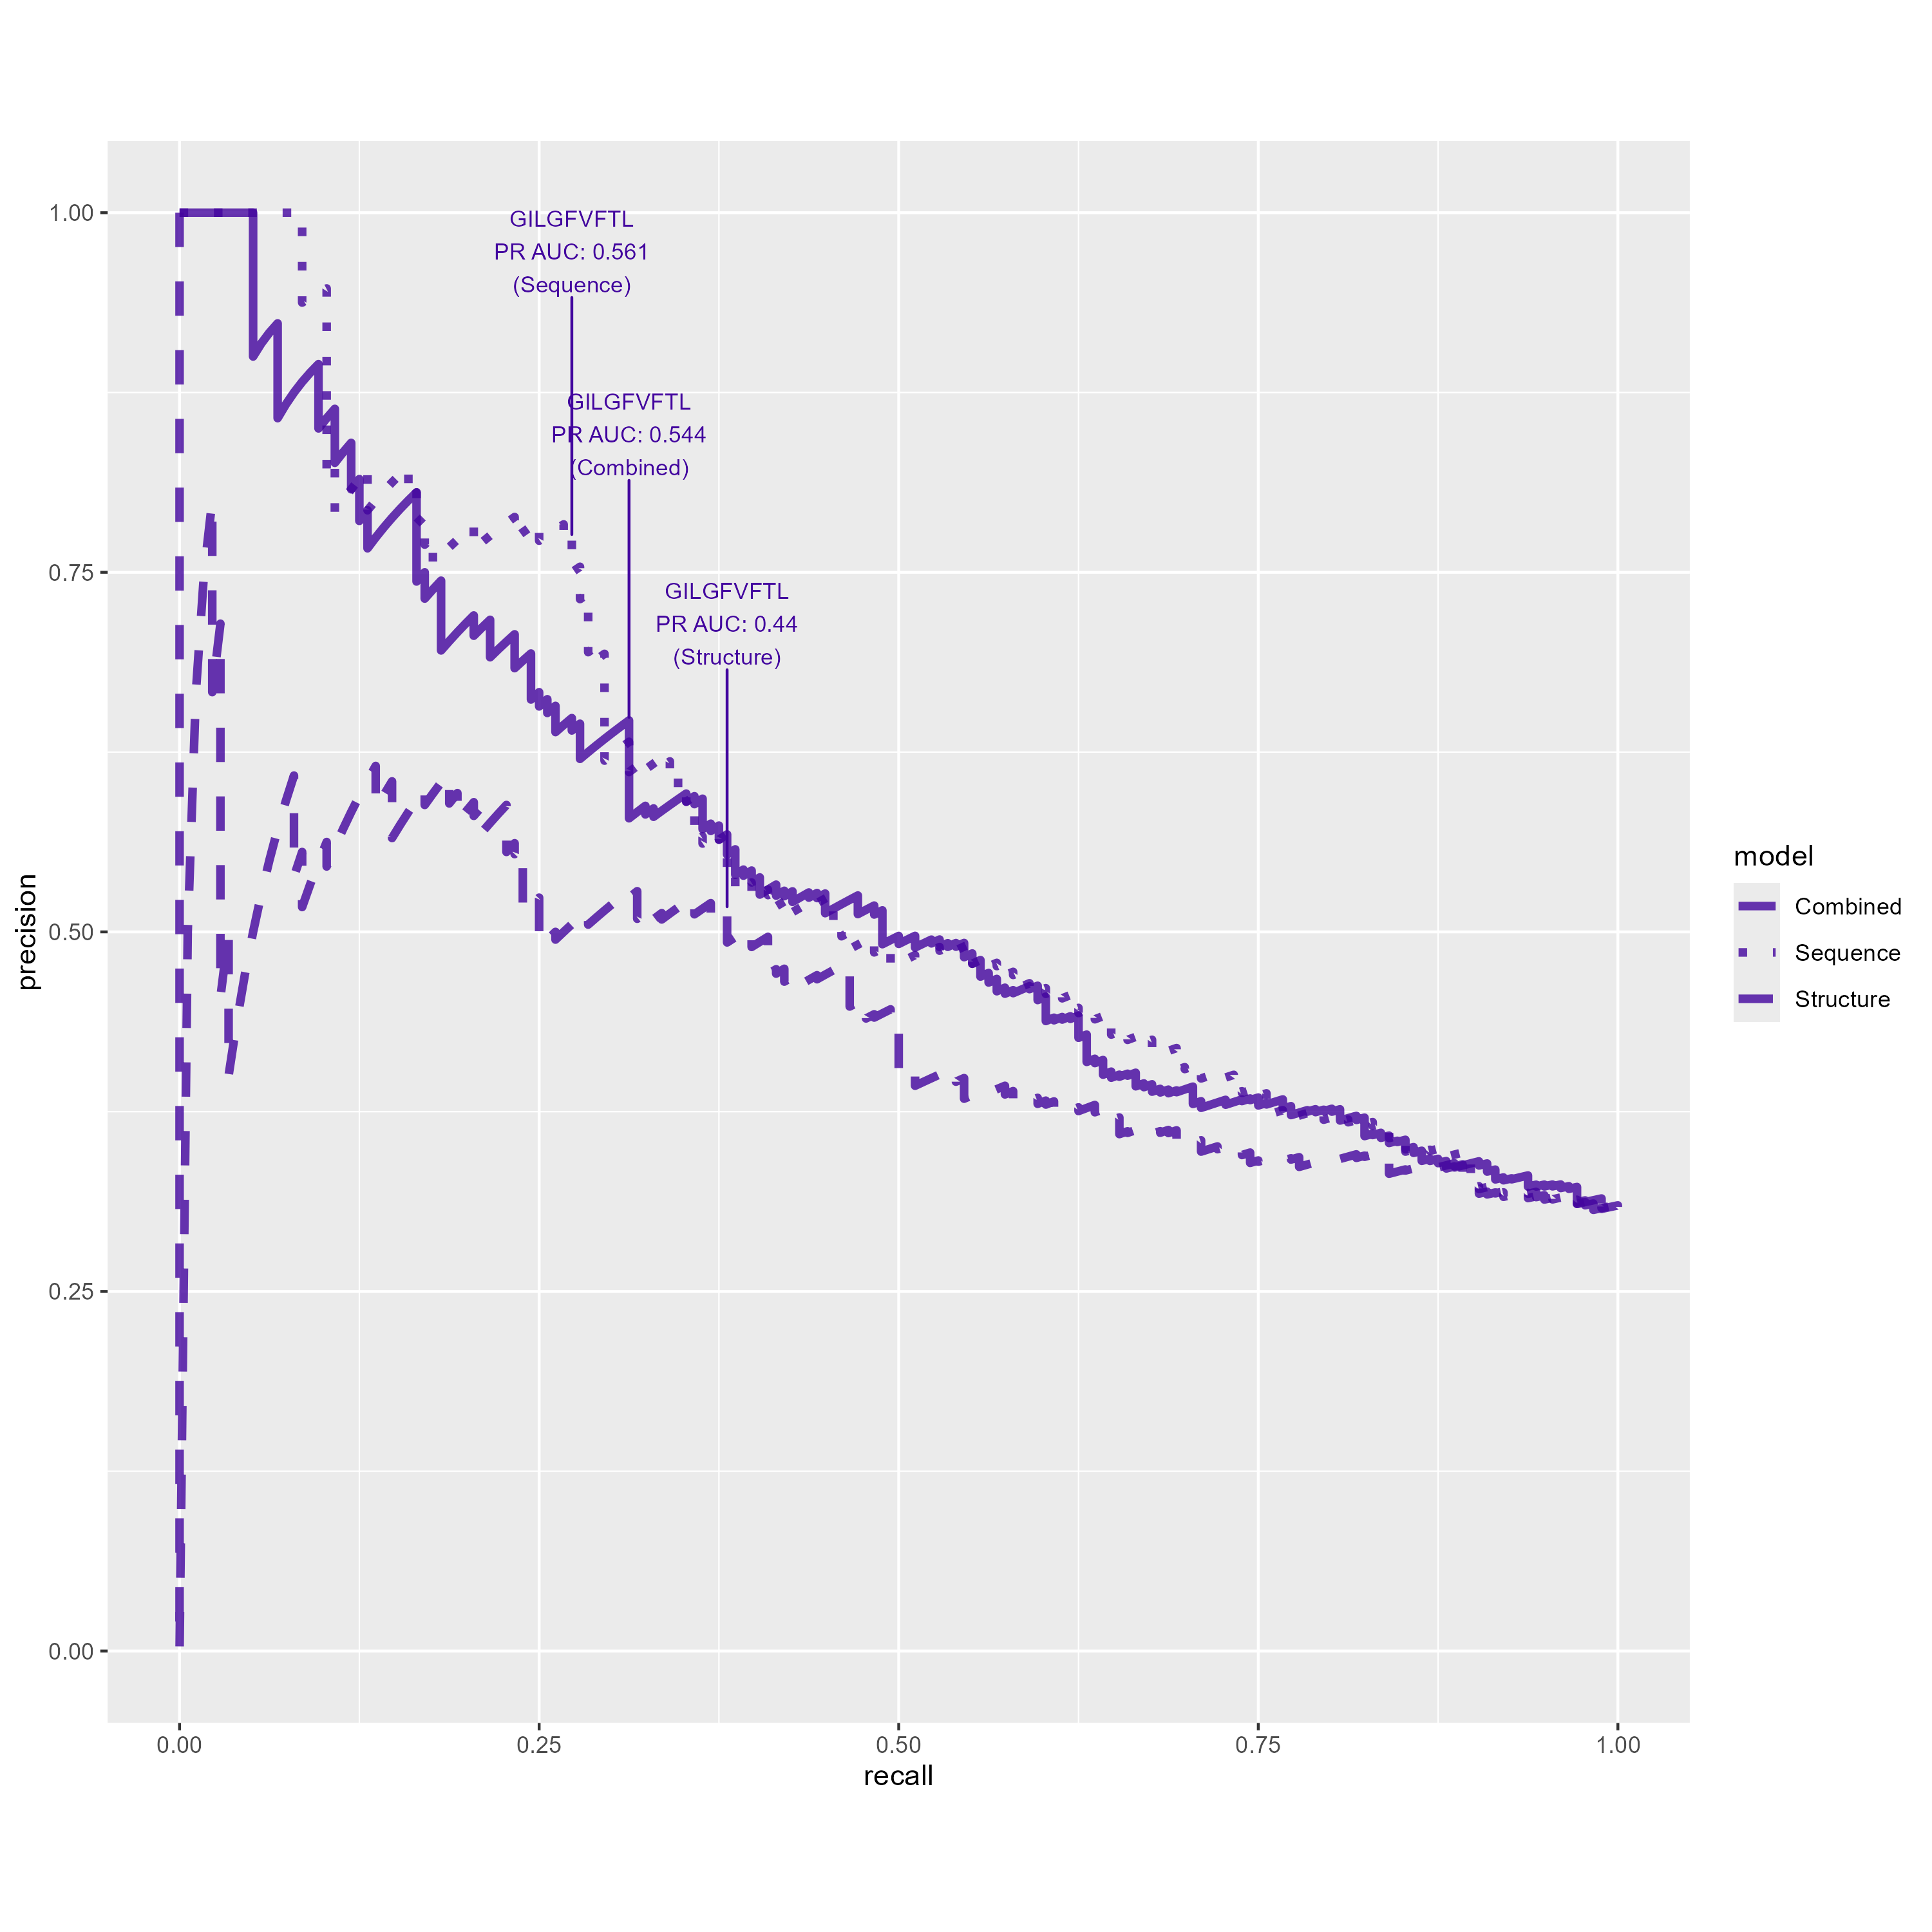 GILGFVFTL
PR AUC: 0.561
(Sequence)
GILGFVFTL
PR AUC: 0.544
(Combined)
GILGFVFTL
PR AUC: 0.44
(Structure)
1.00
0.75
0.50
0.25
0.00
precision
0.00
0.25
0.50
0.75
1.00
recall
model
Combined
Sequence
Structure